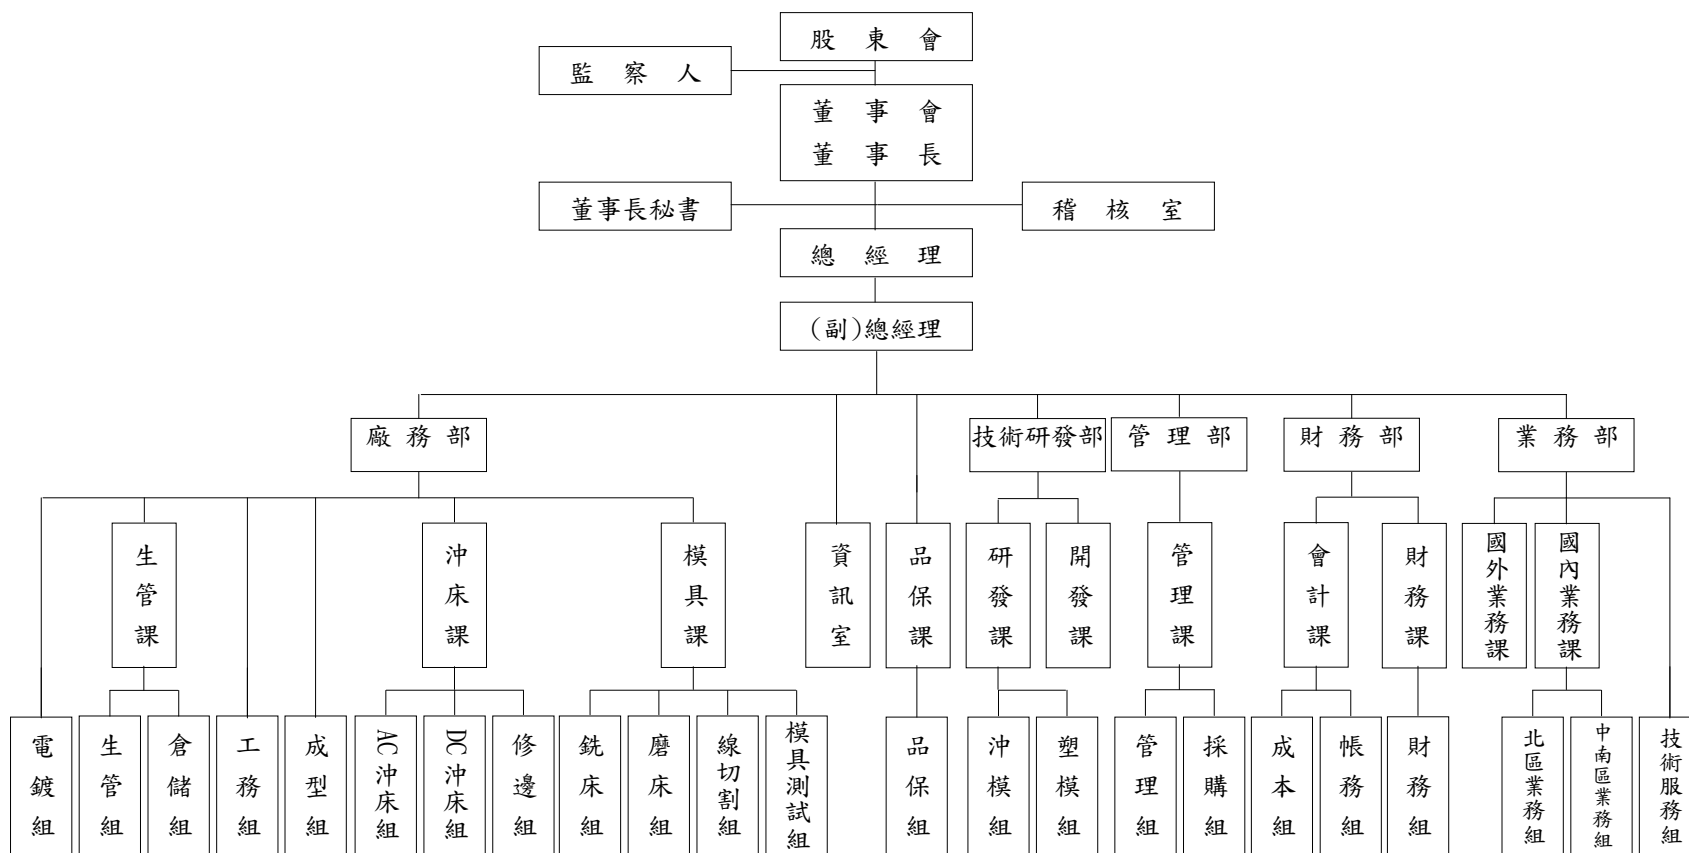 股東會
監察人
董事會
董事長
董事長秘書
稽核室
總經理
(副)總經理
廠務部
技術研發部
管理部
財務部
業務部
生管課
沖床課
模具課
資訊室
品保課
研發課
開發課
管理課
會計課
財務課
國外業務課
國內業務課
電鍍組
生管組
倉儲組
工務組
成型組
AC沖床組
DC沖床組
修邊組
銑床組
磨床組
線切割組
模具測試組
品保組
沖模組
塑模組
管理組
採購組
成本組
帳務組
財務組
北區業務組
中南區業務組
技術服務組